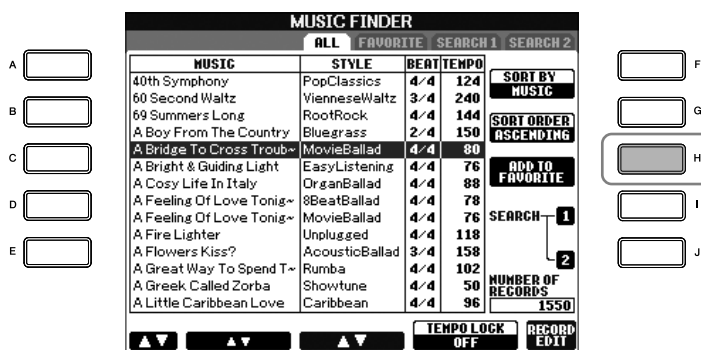 MUSIC FINDER
ALL FAVORITE SEARCH 1 SEARCH 2
MUSIC STYLE BEAT TEMPO
40th Symphony PopClassics 4/4 124
60 Second Waltz VienneseWaltz 3/4 240
69 Summers Long RootRock 4/4 144
A Boy From The Country Bluegrass 2/4 150
A Bridge To Cross Troub~ MovieBallad 4/4 80
A Bright & Guiding Light EasyListening 4/4 76
A Cosy Life In Italy OrganBallad 4/4 88
A Feeling Of Love Tonig~ 8BeatBallad 4/4 78
A Feeling Of Love Tonig~ MovieBallad 4/4 76
A Fire Lighter Unplugged 4/4 118
A Flowers Kiss? AcousticBallad 3/4 158
A Great Way To Spend T~ Rumba 4/4 102
A Greek Called Zorba Showtune 4/4 50
A Little Caribbean Love Caribbean 4/4 96
SORT BY
MUSIC
SORT ORDER
ASCENDING
ADD TO
FAVORITE
SEARCH 1
2
NUMBER OF
RECORDS
1550
TEMPO LOCK
OFF
RECORD
EDIT
A
B
C
D
E
F
G
H
I
J